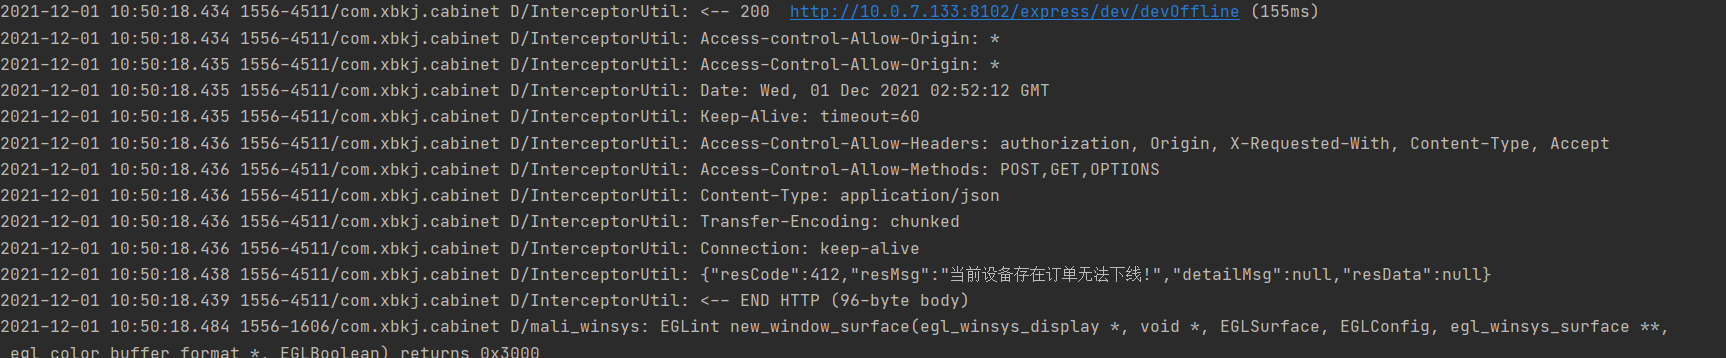 2021-12-01 10:50:18.434 1556-4511/com.xbkj.cabinet D/InterceptorUtil: <-- 200  http://10.0.7.133:8102/express/dev/devOffline (155ms)
2021-12-01 10:50:18.434 1556-4511/com.xbkj.cabinet D/InterceptorUtil: Access-control-Allow-Origin: *
2021-12-01 10:50:18.435 1556-4511/com.xbkj.cabinet D/InterceptorUtil: Access-Control-Allow-Origin: *
2021-12-01 10:50:18.435 1556-4511/com.xbkj.cabinet D/InterceptorUtil: Date: Wed, 01 Dec 2021 02:52:12 GMT
2021-12-01 10:50:18.435 1556-4511/com.xbkj.cabinet D/InterceptorUtil: Keep-Alive: timeout=60
2021-12-01 10:50:18.436 1556-4511/com.xbkj.cabinet D/InterceptorUtil: Access-Control-Allow-Headers: authorization, Origin, X-Requested-With, Content-Type, Accept
2021-12-01 10:50:18.436 1556-4511/com.xbkj.cabinet D/InterceptorUtil: Access-Control-Allow-Methods: POST,GET,OPTIONS
2021-12-01 10:50:18.436 1556-4511/com.xbkj.cabinet D/InterceptorUtil: Content-Type: application/json
2021-12-01 10:50:18.436 1556-4511/com.xbkj.cabinet D/InterceptorUtil: Transfer-Encoding: chunked
2021-12-01 10:50:18.436 1556-4511/com.xbkj.cabinet D/InterceptorUtil: Connection: keep-alive
2021-12-01 10:50:18.438 1556-4511/com.xbkj.cabinet D/InterceptorUtil: {"resCode":412,"resMsg":"当前设备存在订单无法下线!","detailMsg":null,"resData":null}
2021-12-01 10:50:18.439 1556-4511/com.xbkj.cabinet D/InterceptorUtil: <-- END HTTP (96-byte body)
2021-12-01 10:50:18.484 1556-1606/com.xbkj.cabinet D/mali_winsys: EGLint new_window_surface(egl_winsys_display *, void *, EGLSurface, EGLConfig, egl_winsys_surface **,
egl_color_buffer_format *, EGLBoolean) returns 0x3000